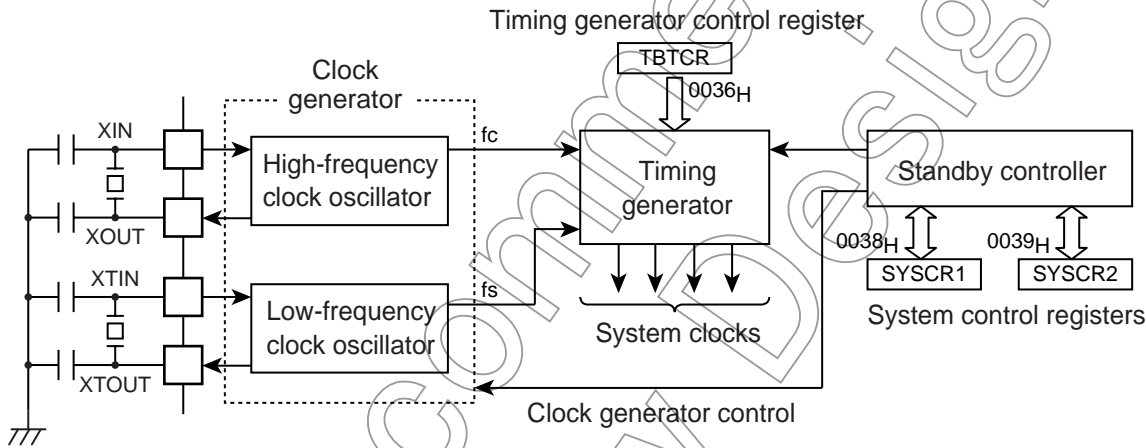 Timing generator control register
TBTCR
0036H
Clock
generator
XIN
High-frequency
clock oscillator
fc
Timing
generator
Standby controller
XOUT
0038H
0039H
XTIN
SYSCR1
SYSCR2
fs
Low-frequency
clock oscillator
System clocks
System control registers
XTOUT
Clock generator control